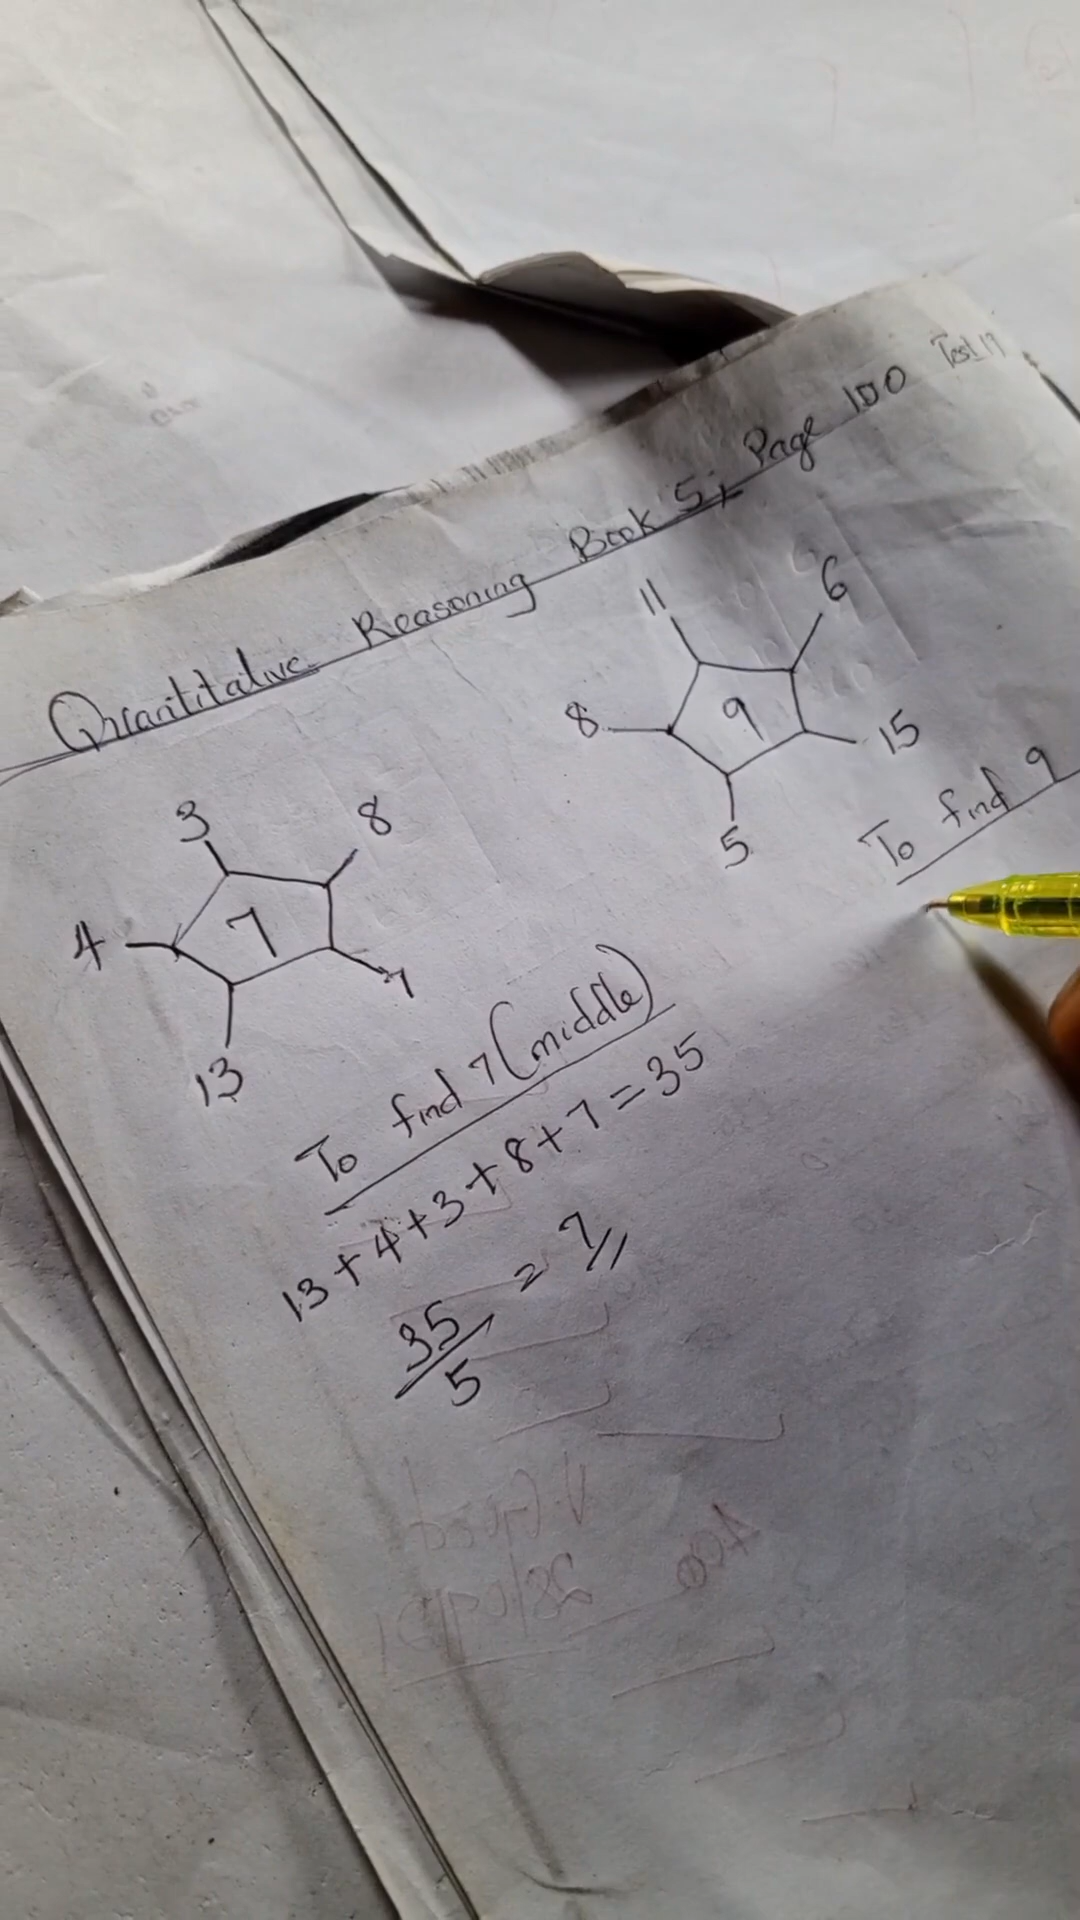 Quantitative Reasoning Book 5; Page 100 Test 17
3 8
4 7 7
13
11 6
8 9 15
5
To find 7 (middle)
13 + 4 + 3 + 8 + 7 = 35
35/5 = 7
To find 9